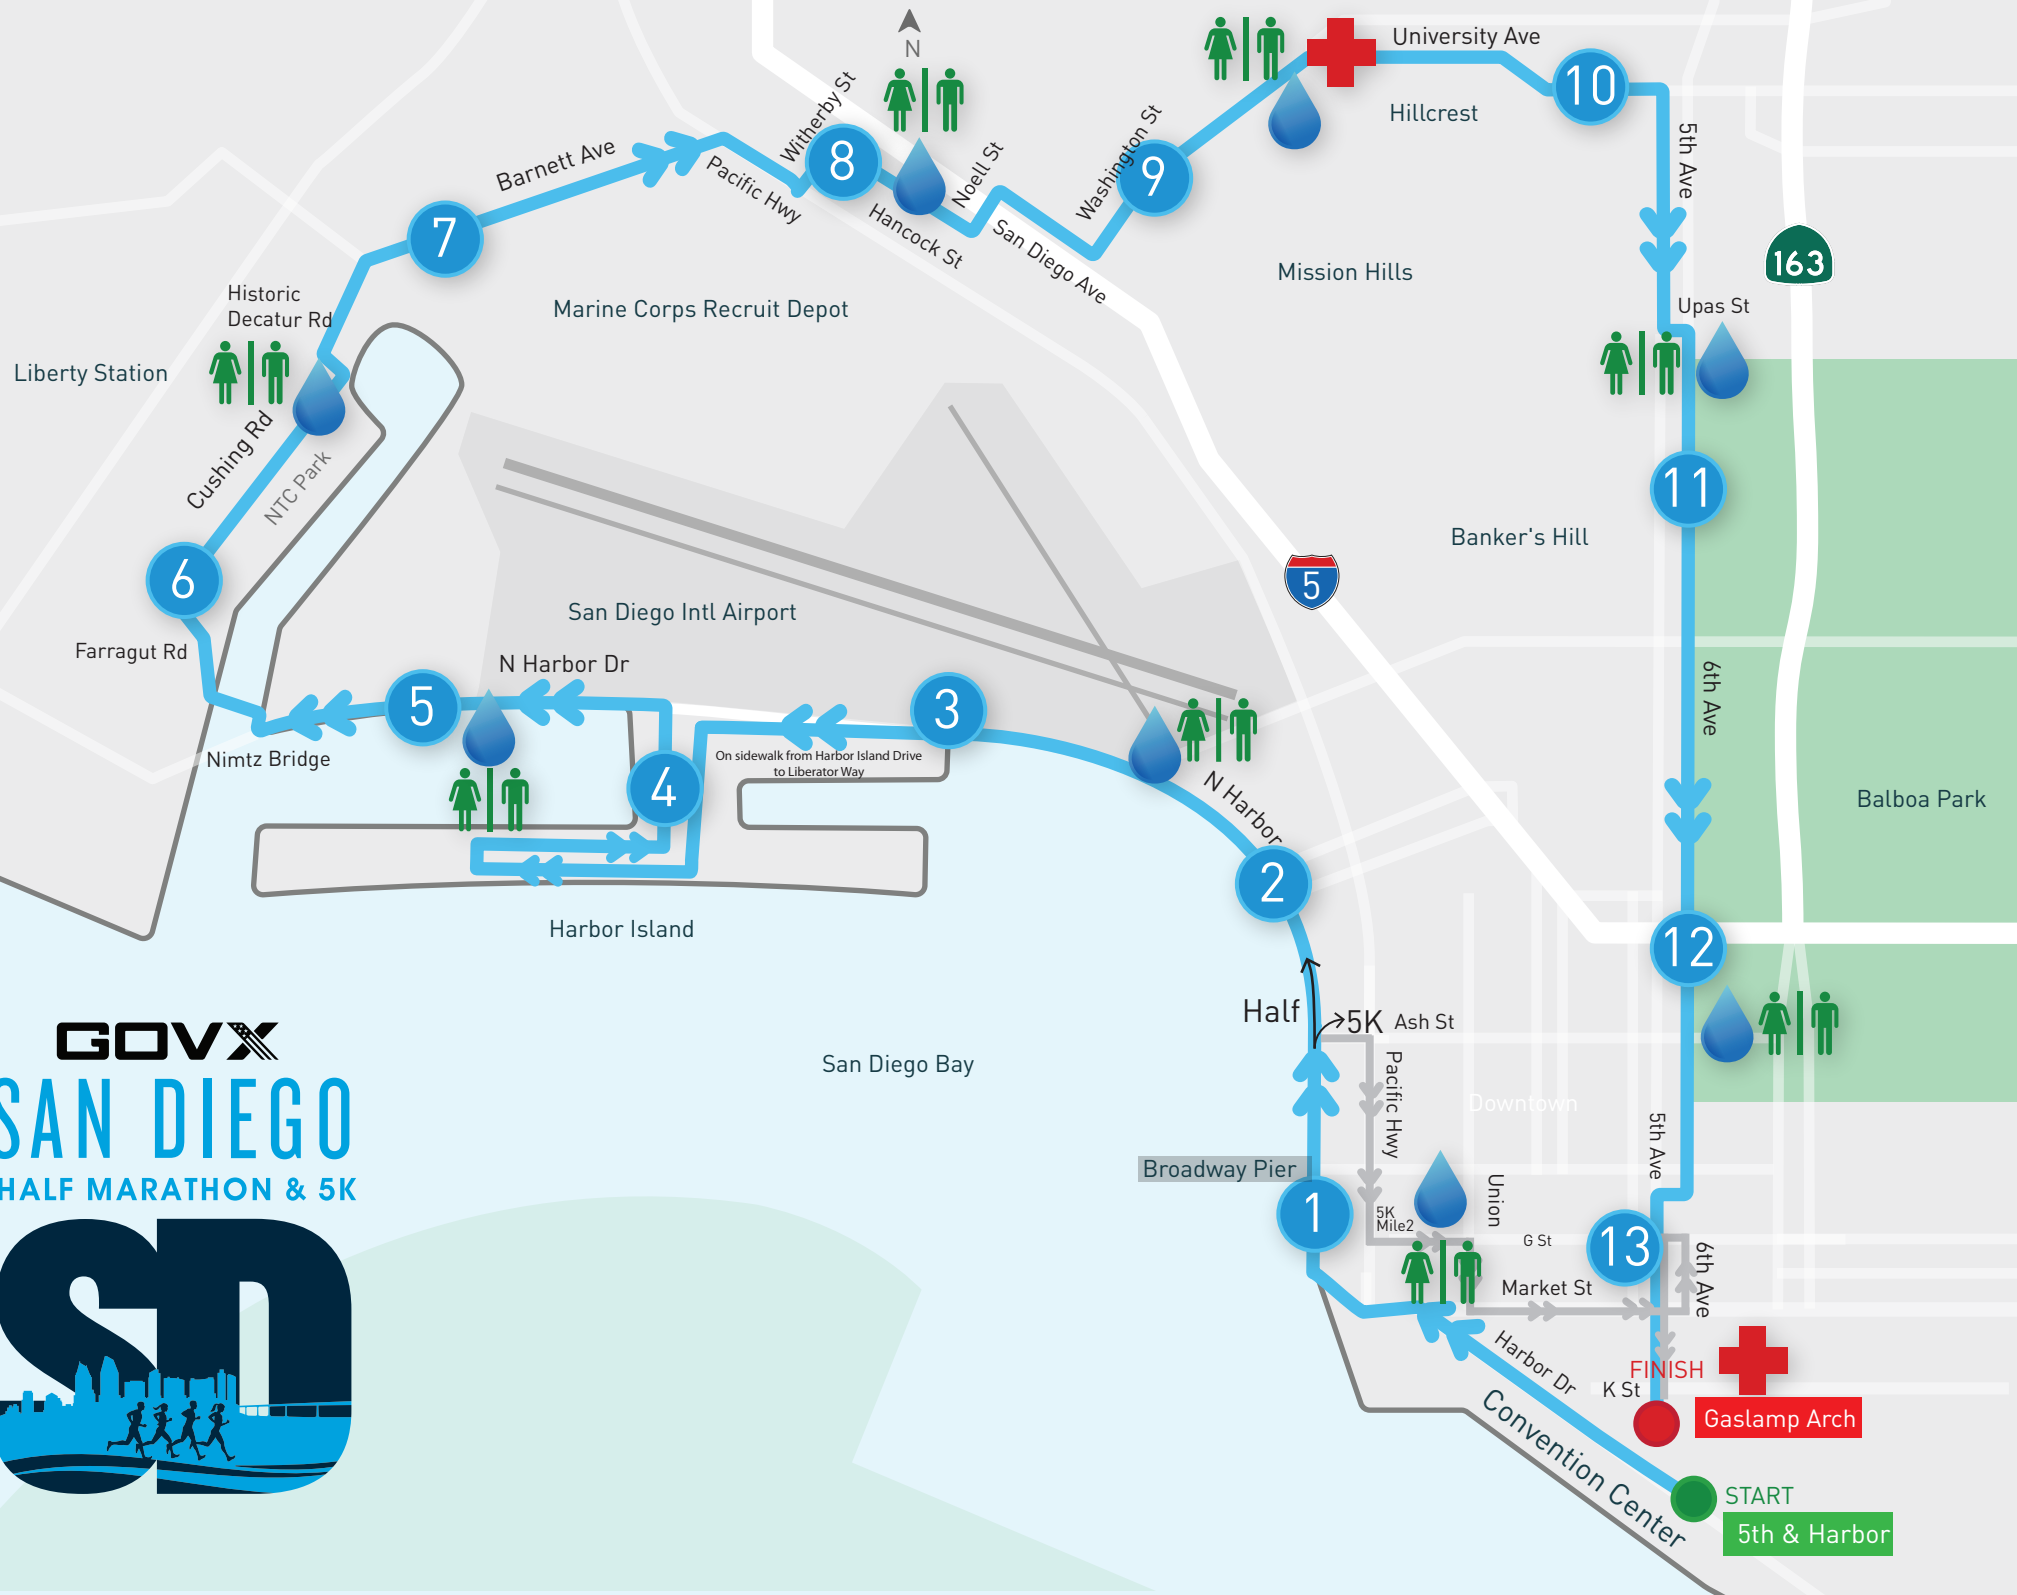 N
University Ave
10
Hillcrest
5th Ave
Witherby St
8
Noell St
Washington St
9
Barnett Ave
Pacific Hwy
Hancock St
San Diego Ave
7
Mission Hills
163
Historic
Decatur Rd
Marine Corps Recruit Depot
Upas St
Liberty Station
Cushing Rd
NTC Park
11
Banker's Hill
5
6
San Diego Intl Airport
Farragut Rd
N Harbor Dr
6th Ave
5
3
Nimtz Bridge
On sidewalk from Harbor Island Drive
to Liberator Way
4
N Harbor
Balboa Park
2
Harbor Island
12
Half
5K
Ash St
GOVX
SAN DIEGO
HALF MARATHON & 5K
SD
San Diego Bay
Pacific Hwy
Downtown
5th Ave
Broadway Pier
1
5K
Mile2
Union
G St
13
6th Ave
Market St
Harbor Dr
FINISH
K St
Gaslamp Arch
Convention Center
START
5th & Harbor